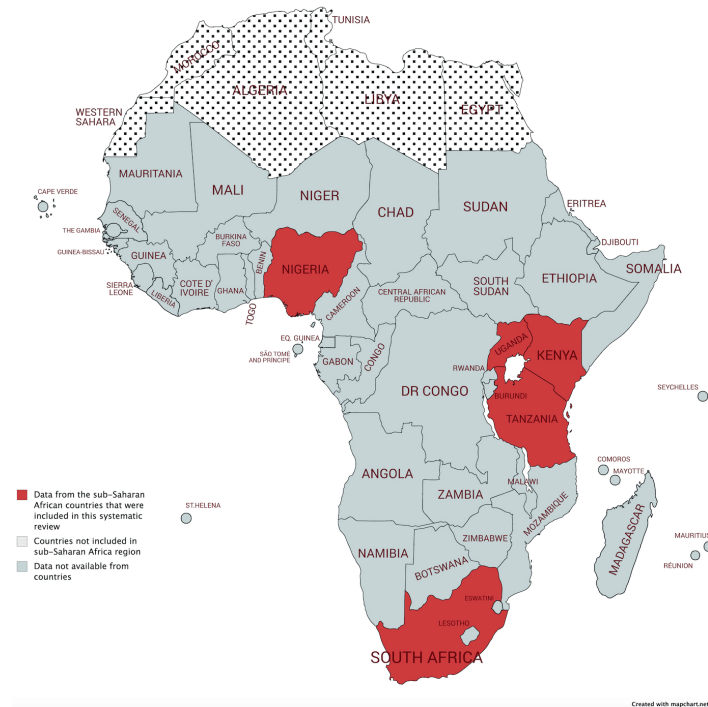 TUNISIA
MOROCCO
ALGERIA
LIBYA
EGYPT
WESTERN
SAHARA
MAURITANIA
MALI
NIGER
CHAD
SUDAN
ERITREA
CAPE VERDE
SENEGAL
THE GAMBIA
GUINEA-BISSAU
GUINEA
BURKINA
FASO
BENIN
NIGERIA
DJIBOUTI
SOMALIA
ETHIOPIA
SOUTH
SUDAN
CENTRAL AFRICAN
REPUBLIC
CAMEROON
SIERRA
LEONE
LIBERIA
COTE D'
IVOIRE
GHANA
TOGO
EQ. GUINEA
SÃO TOMÉ
AND PRÍNCIPE
GABON
CONGO
DR CONGO
UGANDA
KENYA
RWANDA
BURUNDI
TANZANIA
SEYCHELLES
COMOROS
MAYOTTE
ANGOLA
ZAMBIA
MALAWI
MOZAMBIQUE
MADAGASCAR
MAURITIUS
RÉUNION
ST.HELENA
NAMIBIA
BOTSWANA
ZIMBABWE
ESWATINI
LESOTHO
SOUTH AFRICA
Data from the sub-Saharan
African countries that were
included in this systematic
review
Countries not included in
sub-Saharan Africa region
Data not available from
countries
Created with mapchart.net